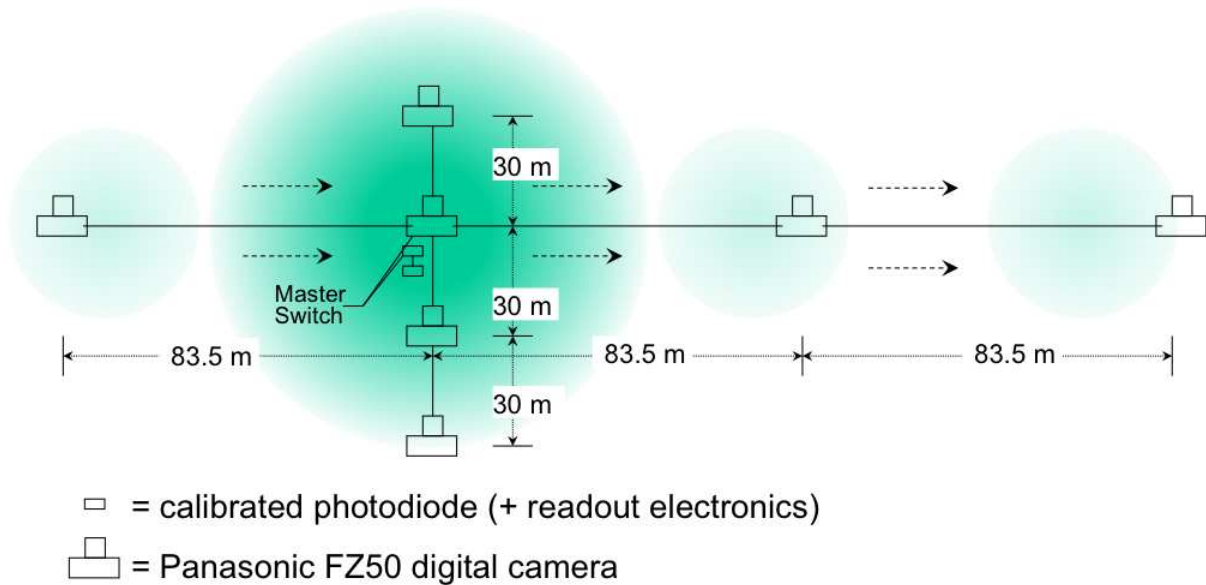 30 m
Master
Switch
30 m
83.5 m
83.5 m
83.5 m
30 m
= calibrated photodiode (+ readout electronics)
= Panasonic FZ50 digital camera